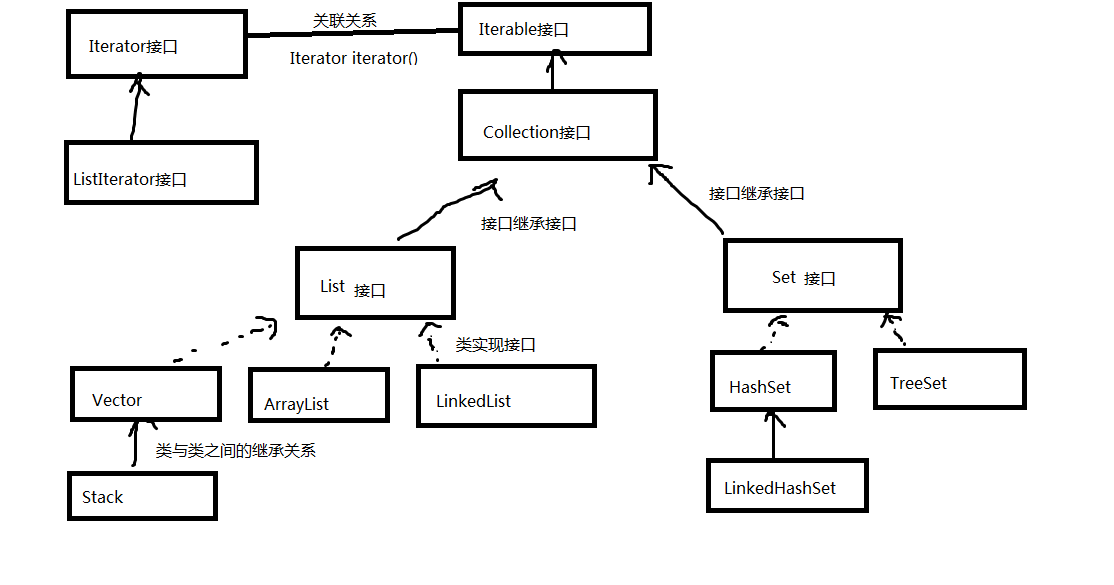 关联关系
Iterator接口
Iterable接口
Iterator iterator()
Collection接口
ListIterator接口
接口继承接口
接口继承接口
List 接口
Set 接口
类实现接口
Vector
ArrayList
LinkedList
HashSet
TreeSet
类与类之间的继承关系
Stack
LinkedHashSet